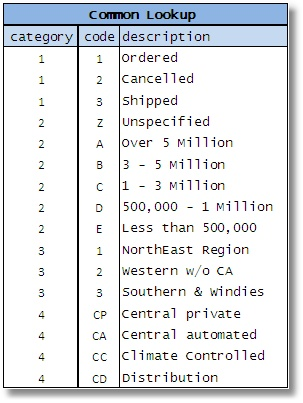 Common Lookup
category code description
1 1 Ordered
1 2 Cancelled
1 3 Shipped
2 Z Unspecified
2 A Over 5 Million
2 B 3 - 5 Million
2 C 1 - 3 Million
2 D 500,000 - 1 Million
2 E Less than 500,000
3 1 NorthEast Region
3 2 Western w/o CA
3 3 Southern & Windies
4 CP Central private
4 CA Central automated
4 CC Climate Controlled
4 CD Distribution